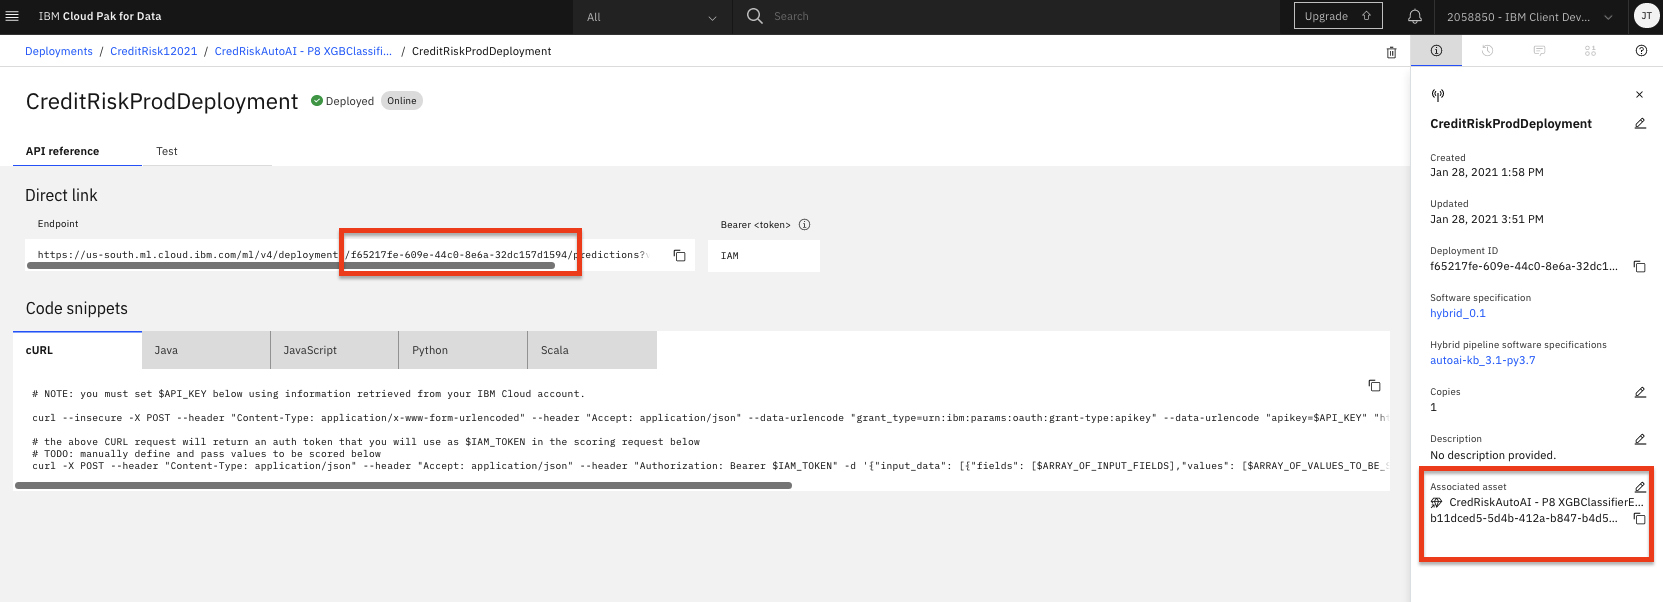 IBM Cloud Pak for Data
All
Search
Upgrade
2058850 - IBM Client Dev...
JT
Deployments / CreditRisk12021 / CredRiskAutoAI - P8 XGBClassifi... / CreditRiskProdDeployment
CreditRiskProdDeployment
Deployed
Online
API reference
Test
Direct link
Endpoint
Bearer <token>
https://us-south.ml.cloud.ibm.com/ml/v4/deployment /f65217fe-609e-44c0-8e6a-32dc157d1594/predictions?
IAM
Code snippets
cURL
Java
JavaScript
Python
Scala
# NOTE: you must set $API_KEY below using information retrieved from your IBM Cloud account.
curl --insecure -X POST --header "Content-Type: application/x-www-form-urlencoded" --header "Accept: application/json" --data-urlencode "grant_type=urn:ibm:params:oauth:grant-type:apikey" --data-urlencode "apikey=$API_KEY" "h
# the above CURL request will return an auth token that you will use as $IAM_TOKEN in the scoring request below
# TODO: manually define and pass values to be scored below
curl -X POST --header "Content-Type: application/json" --header "Accept: application/json" --header "Authorization: Bearer $IAM_TOKEN" -d '{"input_data": [{"fields": [$ARRAY_OF_INPUT_FIELDS],"values": [$ARRAY_OF_VALUES_TO_BE_
CreditRiskProdDeployment
Created
Jan 28, 2021 1:58 PM
Updated
Jan 28, 2021 3:51 PM
Deployment ID
f65217fe-609e-44c0-8e6a-32dc1...
Software specification
hybrid_0.1
Hybrid pipeline software specifications
autoai-kb_3.1-py3.7
Copies
1
Description
No description provided.
Associated asset
CredRiskAutoAI - P8 XGBClassifierE...
b11dced5-5d4b-412a-b847-b4d5...